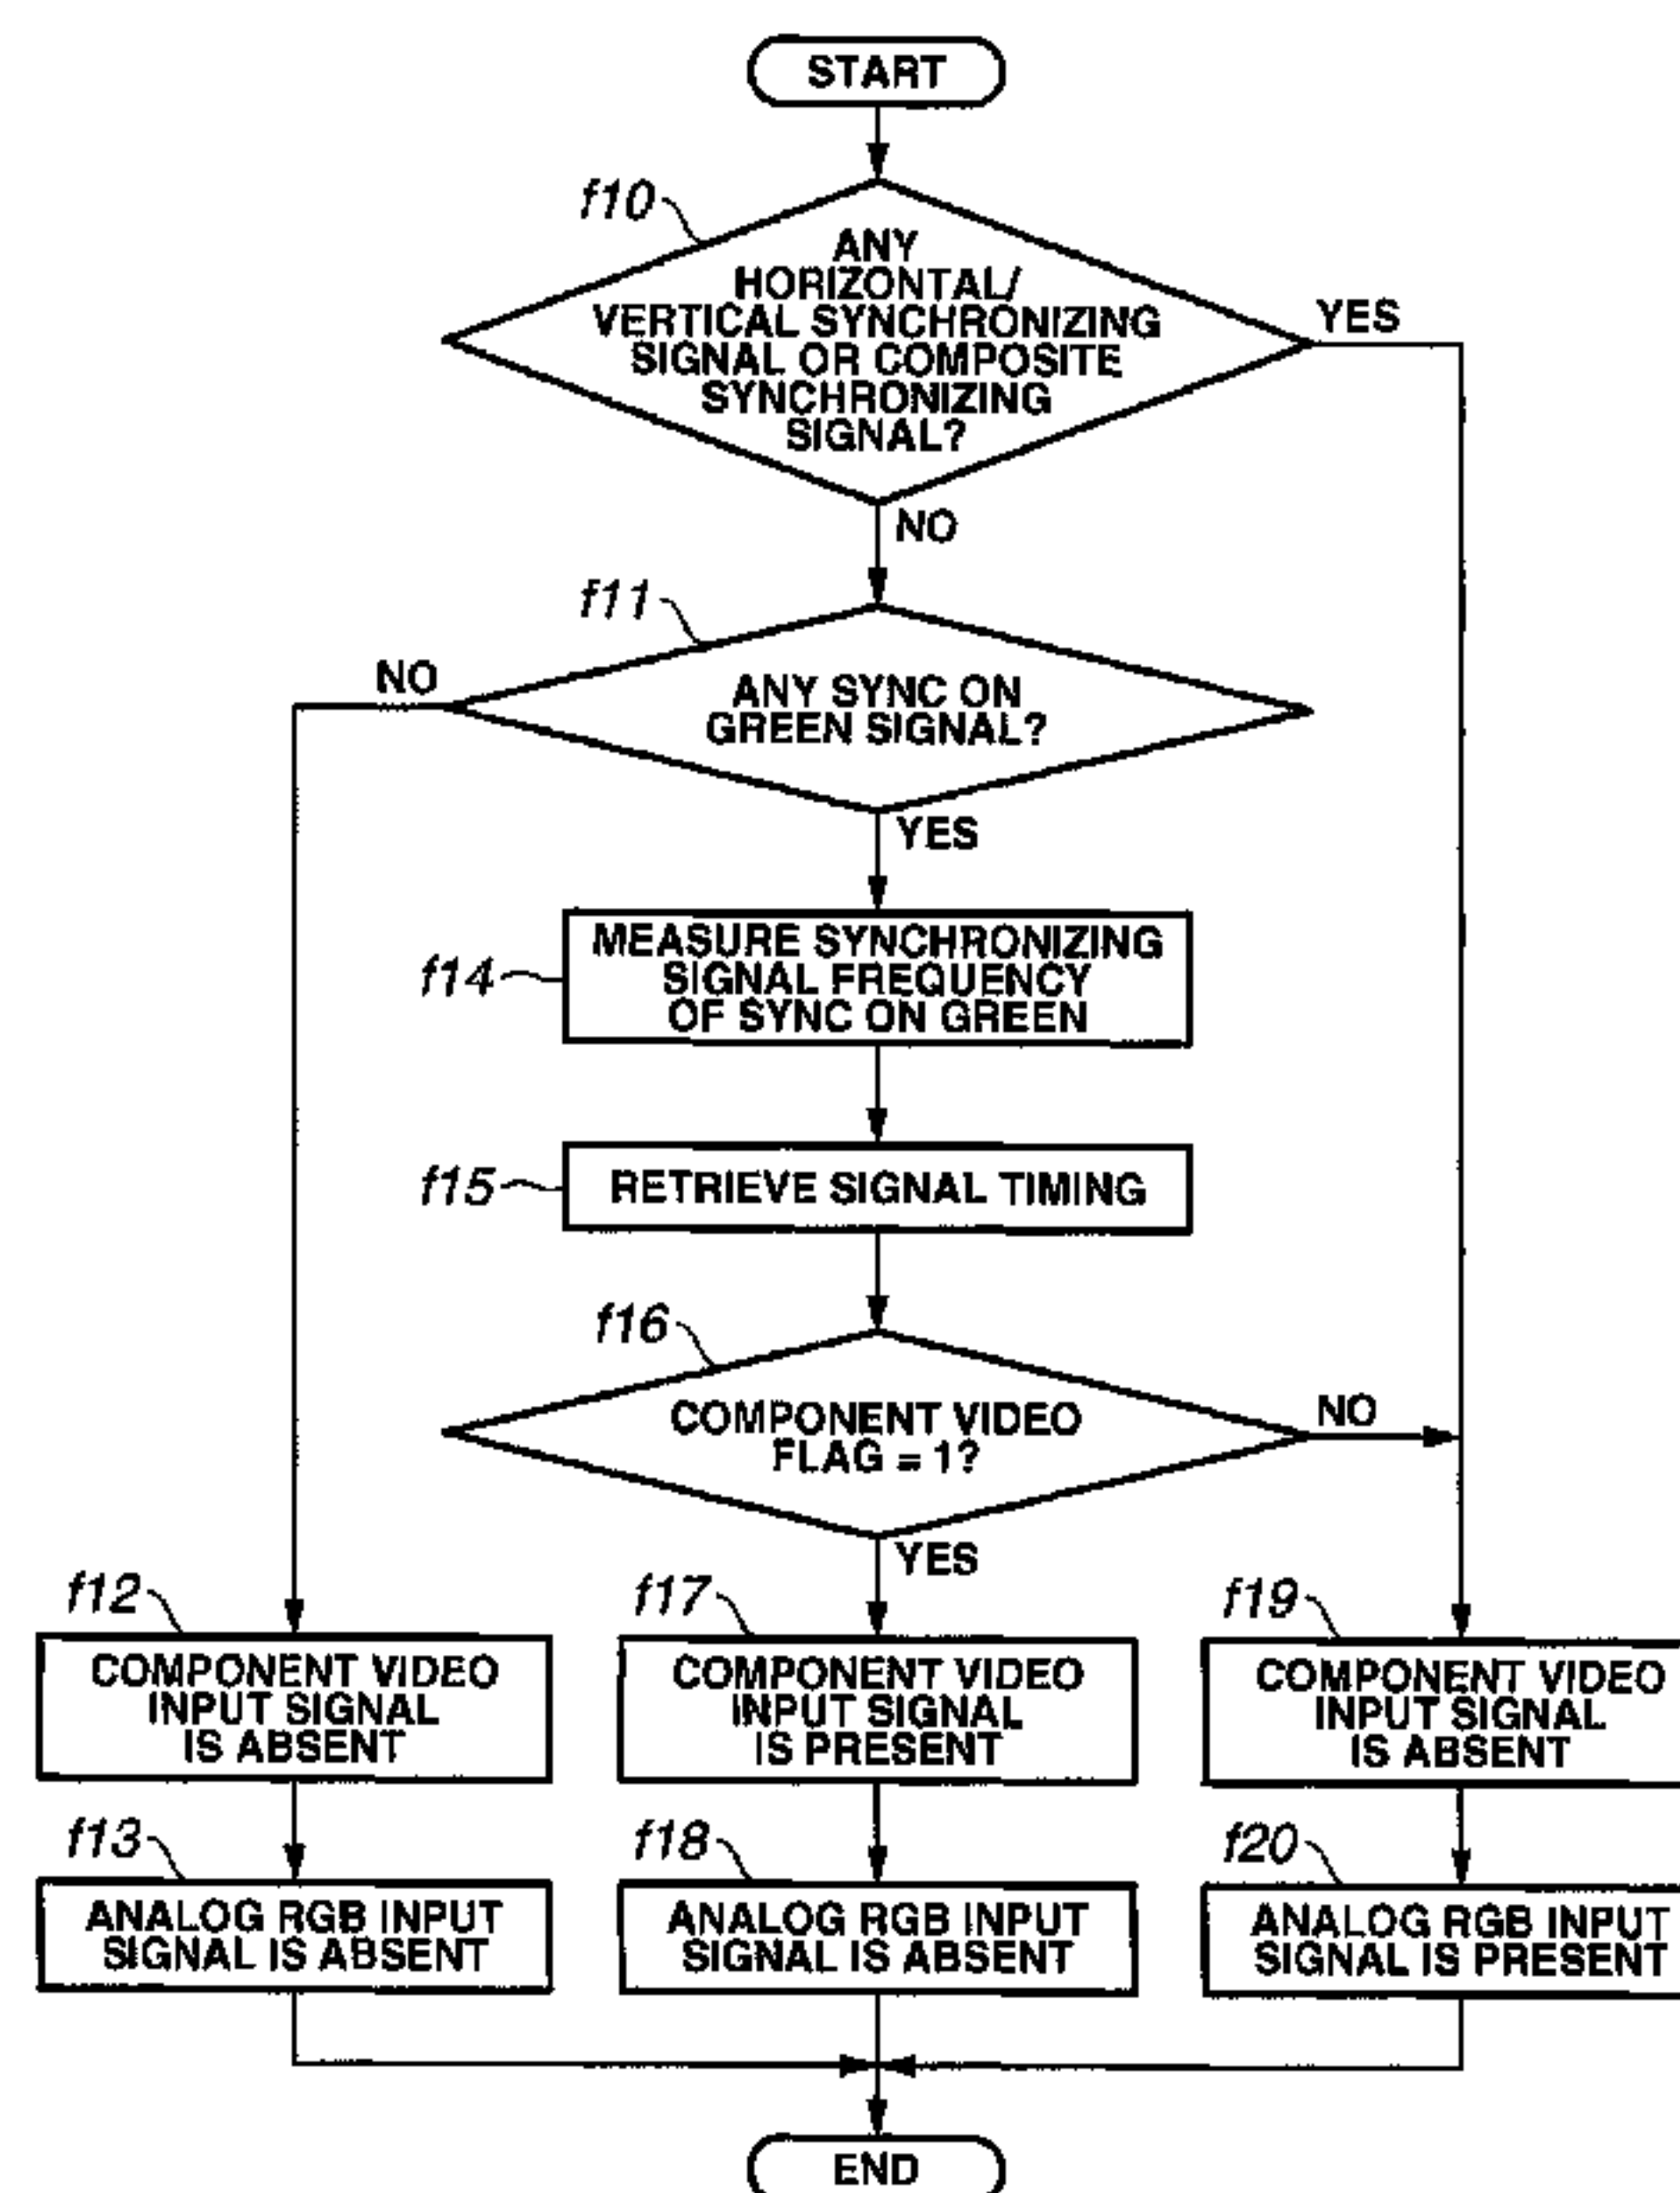 START
f10
ANY
HORIZONTAL/
VERTICAL SYNCHRONIZING
SIGNAL OR COMPOSITE
SYNCHRONIZING
SIGNAL?
YES
NO
f11
NO
ANY SYNC ON
GREEN SIGNAL?
YES
f14
MEASURE SYNCHRONIZING
SIGNAL FREQUENCY
OF SYNC ON GREEN
f15
RETRIEVE SIGNAL TIMING
f16
COMPONENT VIDEO
FLAG = 1?
NO
YES
f12
COMPONENT VIDEO
INPUT SIGNAL
IS ABSENT
f17
COMPONENT VIDEO
INPUT SIGNAL
IS PRESENT
f19
COMPONENT VIDEO
INPUT SIGNAL
IS ABSENT
f13
ANALOG RGB INPUT
SIGNAL IS ABSENT
f18
ANALOG RGB INPUT
SIGNAL IS ABSENT
f20
ANALOG RGB INPUT
SIGNAL IS PRESENT
END